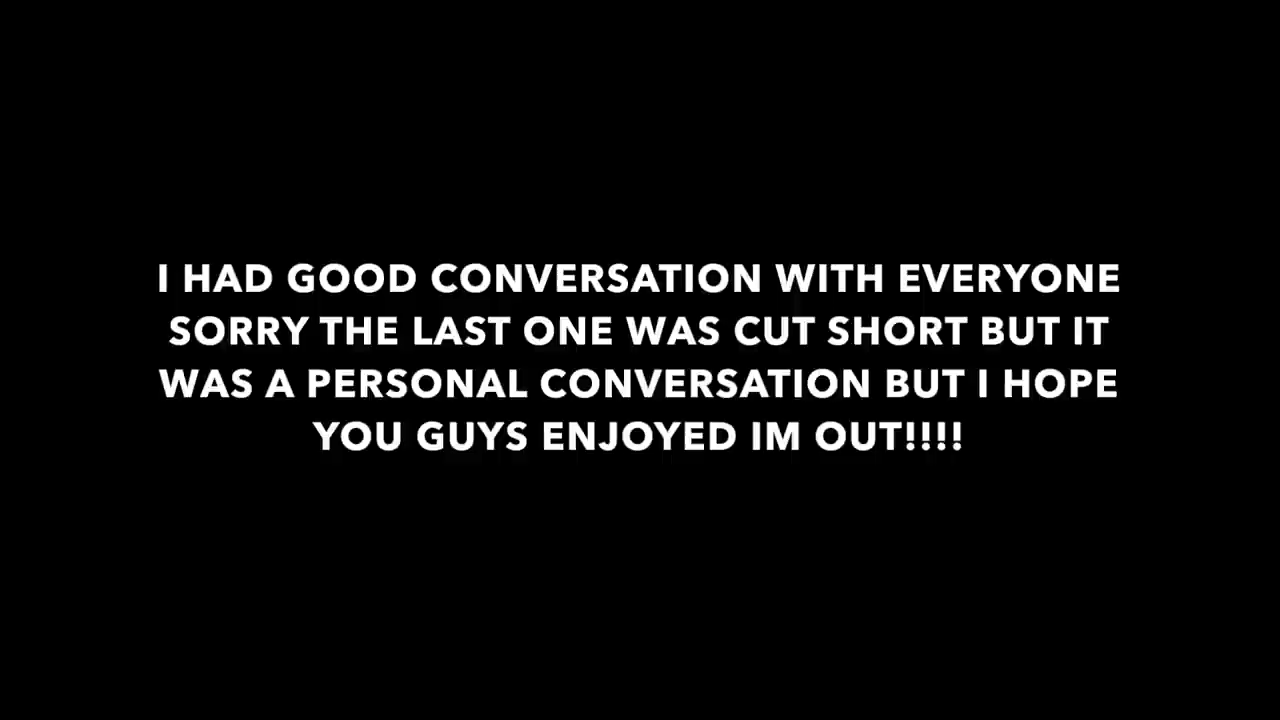 I HAD GOOD CONVERSATION WITH EVERYONE
SORRY THE LAST ONE WAS CUT SHORT BUT IT
WAS A PERSONAL CONVERSATION BUT I HOPE
YOU GUYS ENJOYED IM OUT!!!!